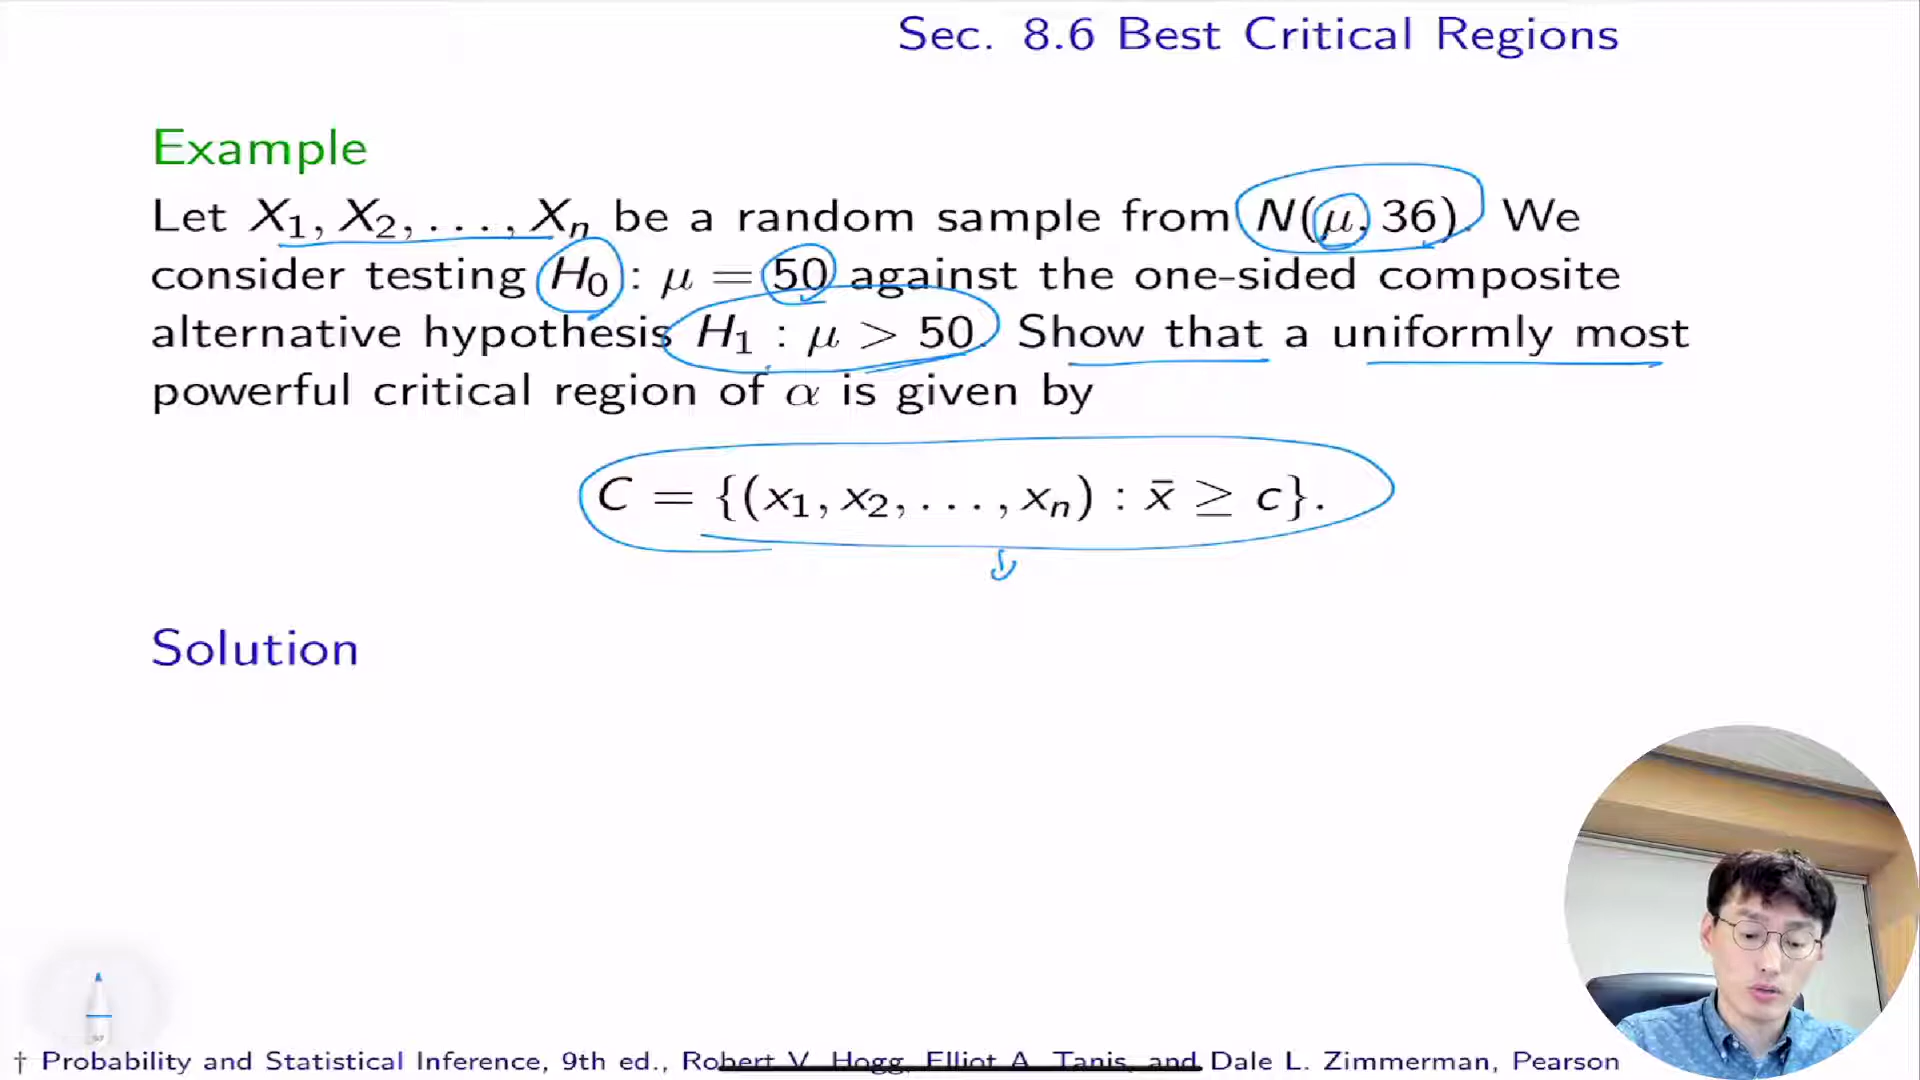 Sec. 8.6 Best Critical Regions
Example
Let X₁, X₂, . . . , Xₙ be a random sample from N(μ, 36). We
consider testing H₀ : μ = 50 against the one-sided composite
alternative hypothesis H₁ : μ > 50. Show that a uniformly most
powerful critical region of α is given by
C = {(x₁, x₂, . . . , xₙ) : x̄ ≥ c}.
Solution
† Probability and Statistical Inference, 9th ed., Robert V. Hogg, Elliot A. Tanis, and Dale L. Zimmerman, Pearson